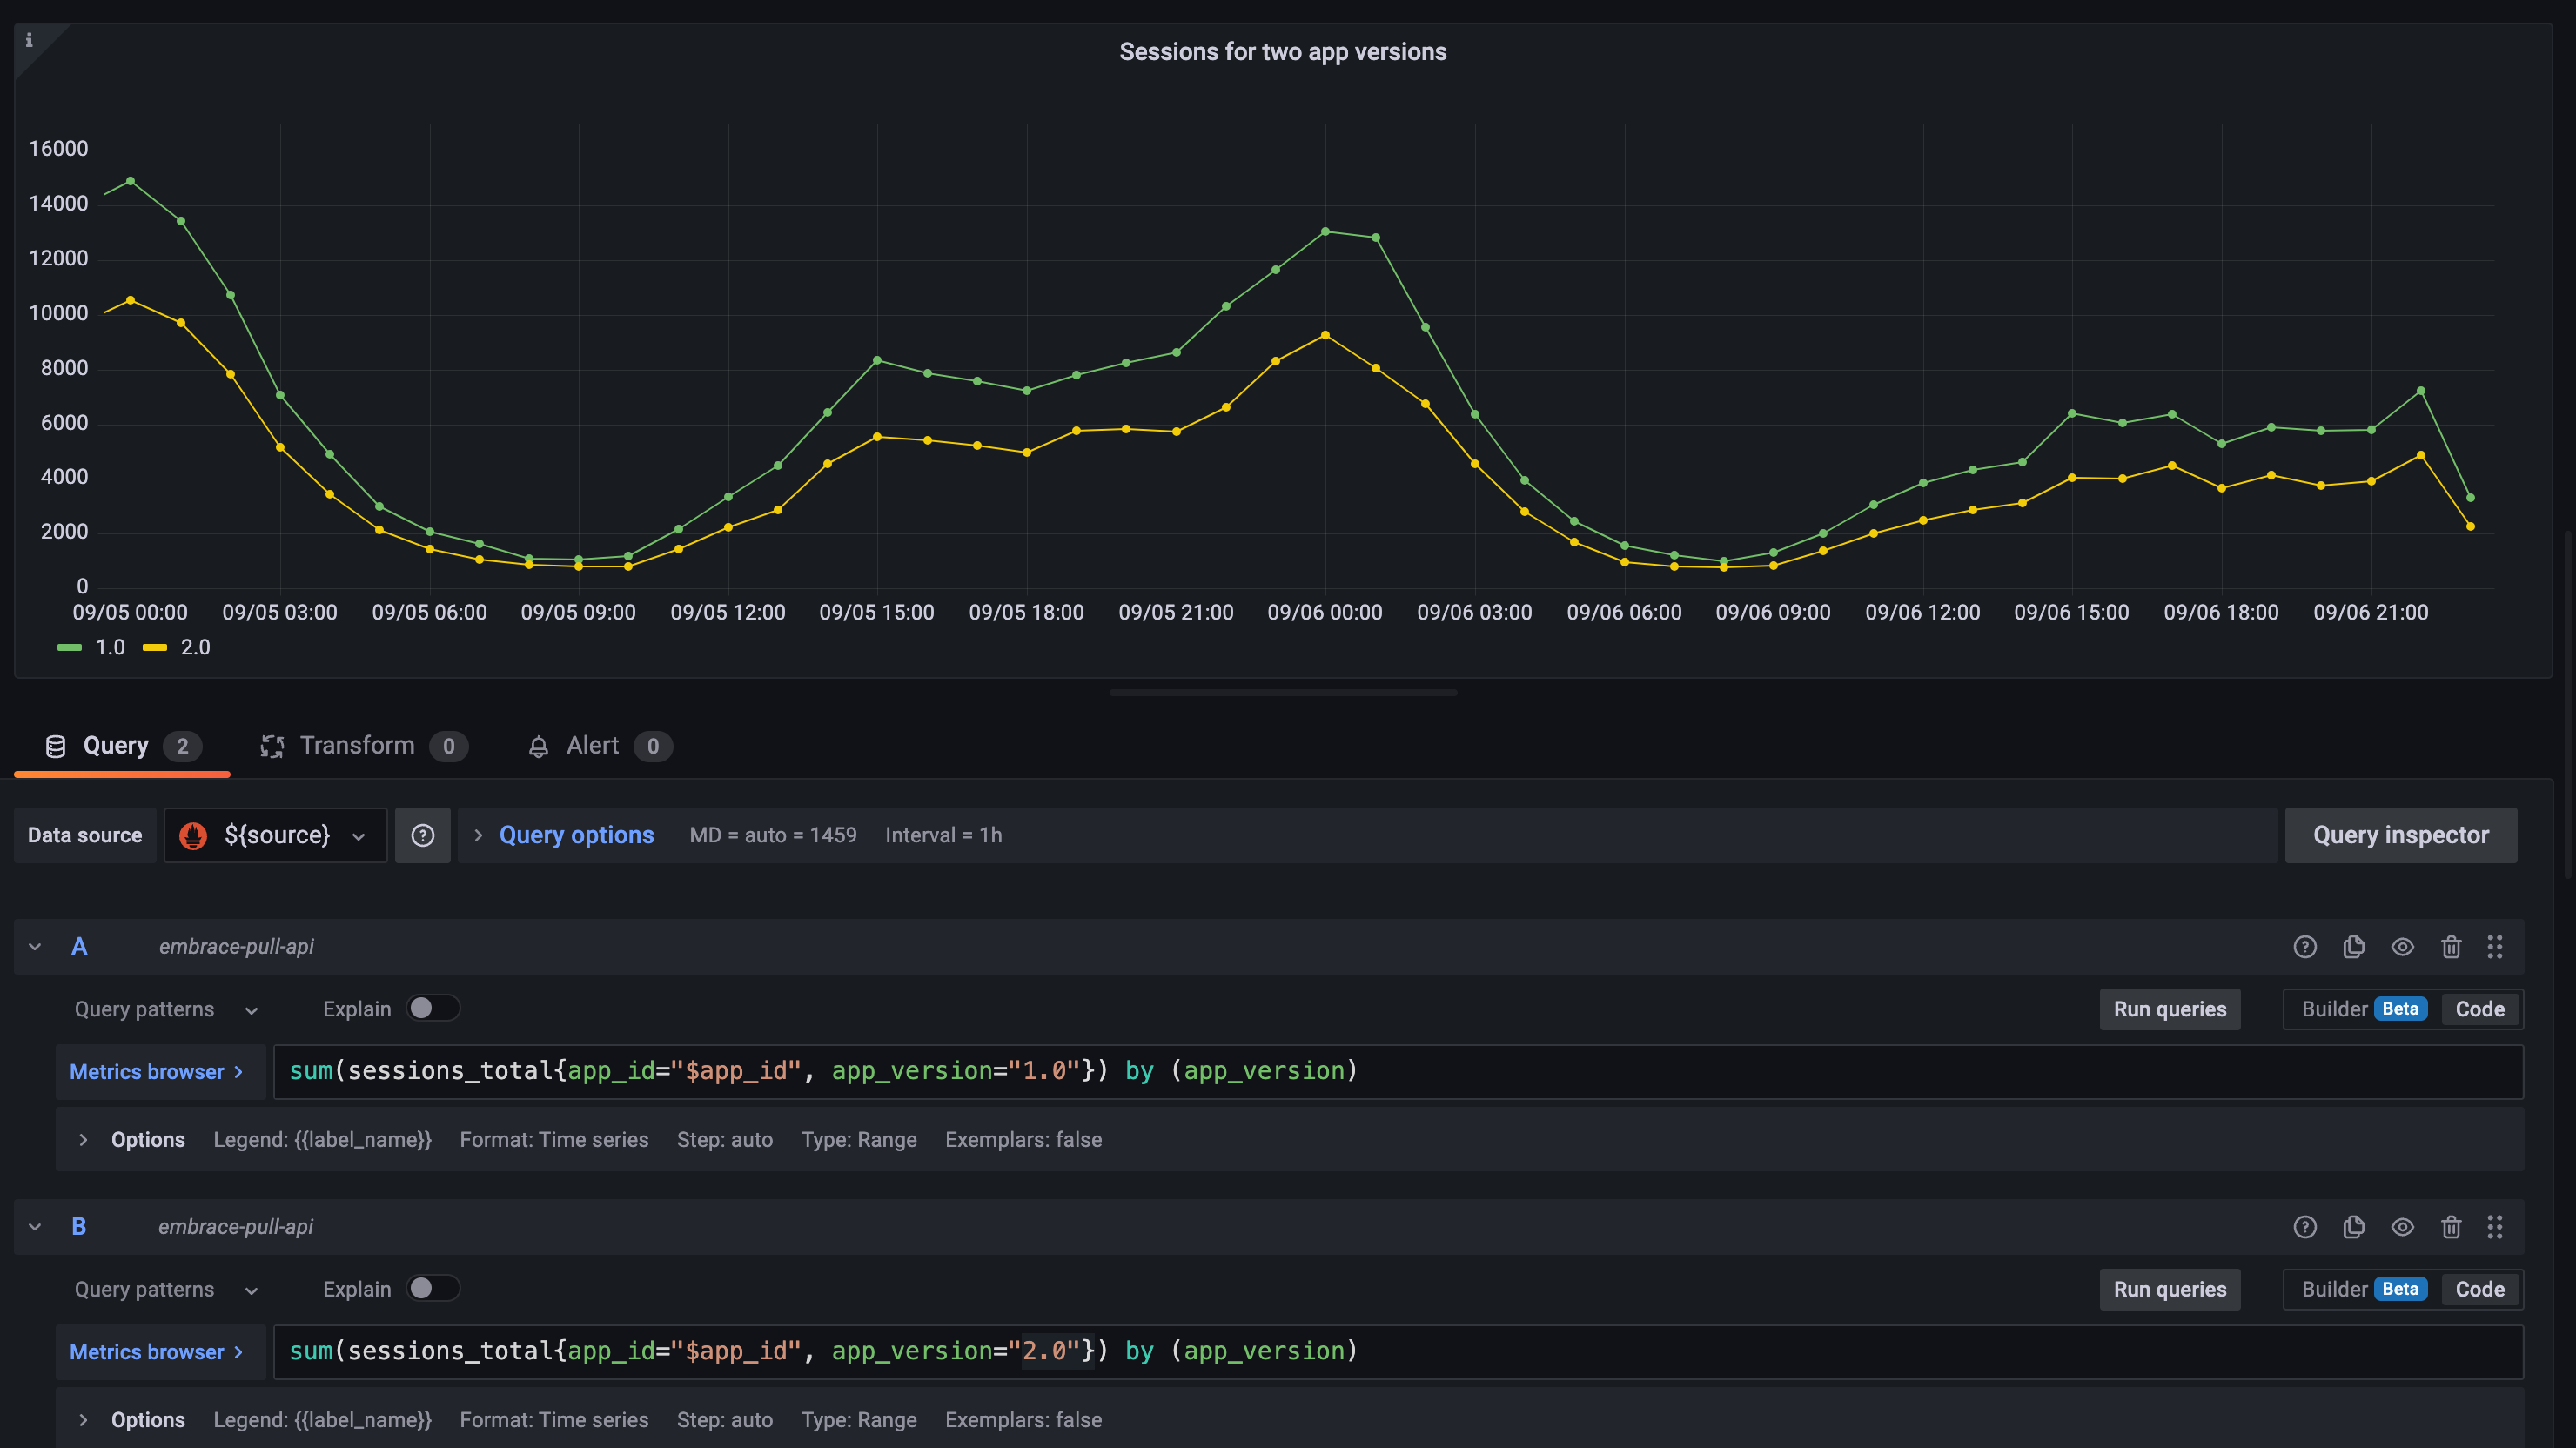 Sessions for two app versions
16000
14000
12000
10000
8000
6000
4000
2000
0
09/05 00:00 09/05 03:00 09/05 06:00 09/05 09:00 09/05 12:00 09/05 15:00 09/05 18:00 09/05 21:00 09/06 00:00 09/06 03:00 09/06 06:00 09/06 09:00 09/06 12:00 09/06 15:00 09/06 18:00 09/06 21:00
1.0 2.0
Query 2 Transform 0 Alert 0
Data source ${source} Query options MD = auto = 1459 Interval = 1h Query inspector
A embrace-pull-api
Query patterns Explain Run queries Builder Beta Code
Metrics browser > sum(sessions_total{app_id="$app_id", app_version="1.0"}) by (app_version)
Options Legend: {{label_name}} Format: Time series Step: auto Type: Range Exemplars: false
B embrace-pull-api
Query patterns Explain Run queries Builder Beta Code
Metrics browser > sum(sessions_total{app_id="$app_id", app_version="2.0"}) by (app_version)
Options Legend: {{label_name}} Format: Time series Step: auto Type: Range Exemplars: false